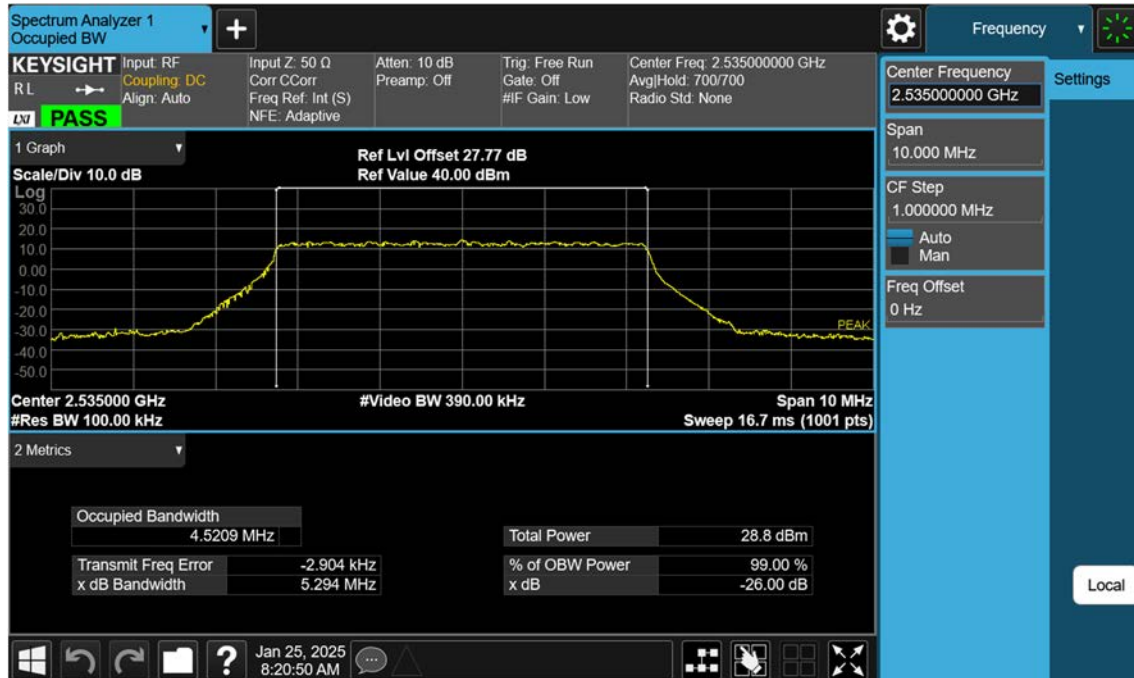 Spectrum Analyzer 1
Occupied BW
▼
+
Frequency
▼
KEYSIGHT
RL
LXI
PASS
Input: RF
Coupling: DC
Align: Auto
Input Z: 50 Ω
Corr CCorr
Freq Ref: Int (S)
NFE: Adaptive
Atten: 10 dB
Preamp: Off
Trig: Free Run
Gate: Off
#IF Gain: Low
Center Freq: 2.535000000 GHz
Avg|Hold: 700/700
Radio Std: None
Center Frequency
2.535000000 GHz
Settings
Span
10.000 MHz
CF Step
1.000000 MHz
Auto
Man
Freq Offset
0 Hz
Local
1 Graph ▼
Scale/Div 10.0 dB
Ref Lvl Offset 27.77 dB
Ref Value 40.00 dBm
Log
30.0
20.0
10.0
0.00
-10.0
-20.0
-30.0
-40.0
-50.0
PEAK
Center 2.535000 GHz
#Video BW 390.00 kHz
Span 10 MHz
#Res BW 100.00 kHz
Sweep 16.7 ms (1001 pts)
2 Metrics ▼
Occupied Bandwidth
4.5209 MHz
Total Power 28.8 dBm
Transmit Freq Error -2.904 kHz
% of OBW Power 99.00 %
x dB Bandwidth 5.294 MHz
x dB -26.00 dB
?
Jan 25, 2025
8:20:50 AM